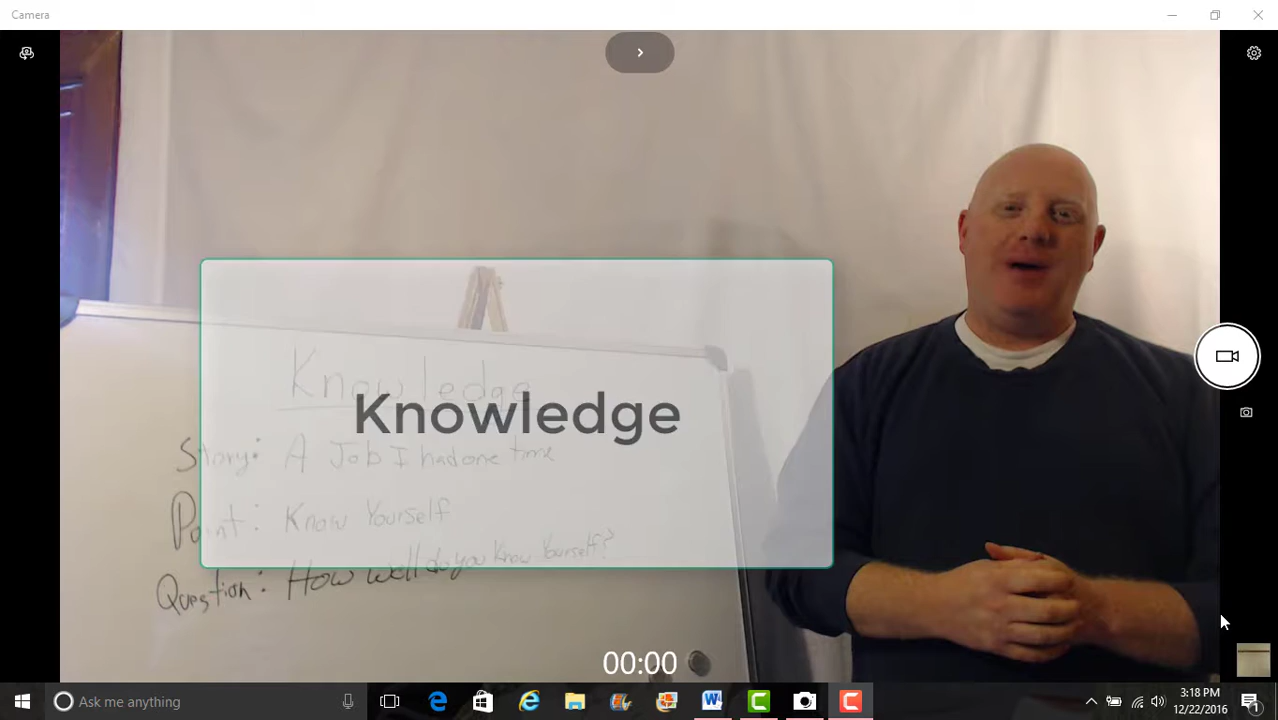 Camera
Knowledge
Knowledge
Story: A Job I had one time
Point: Know Yourself
Question: How well do you Know Yourself?
00:00
Ask me anything
3:18 PM
12/22/2016
1